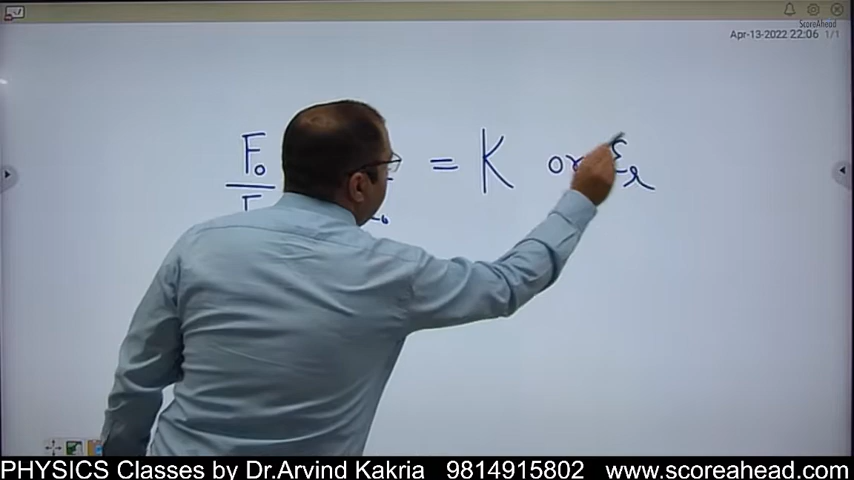 ScoreAhead
Apr-13-2022 22:06 1/1
F₀ = K or εᵣ
PHYSICS Classes by Dr.Arvind Kakria 9814915802 www.scoreahead.com